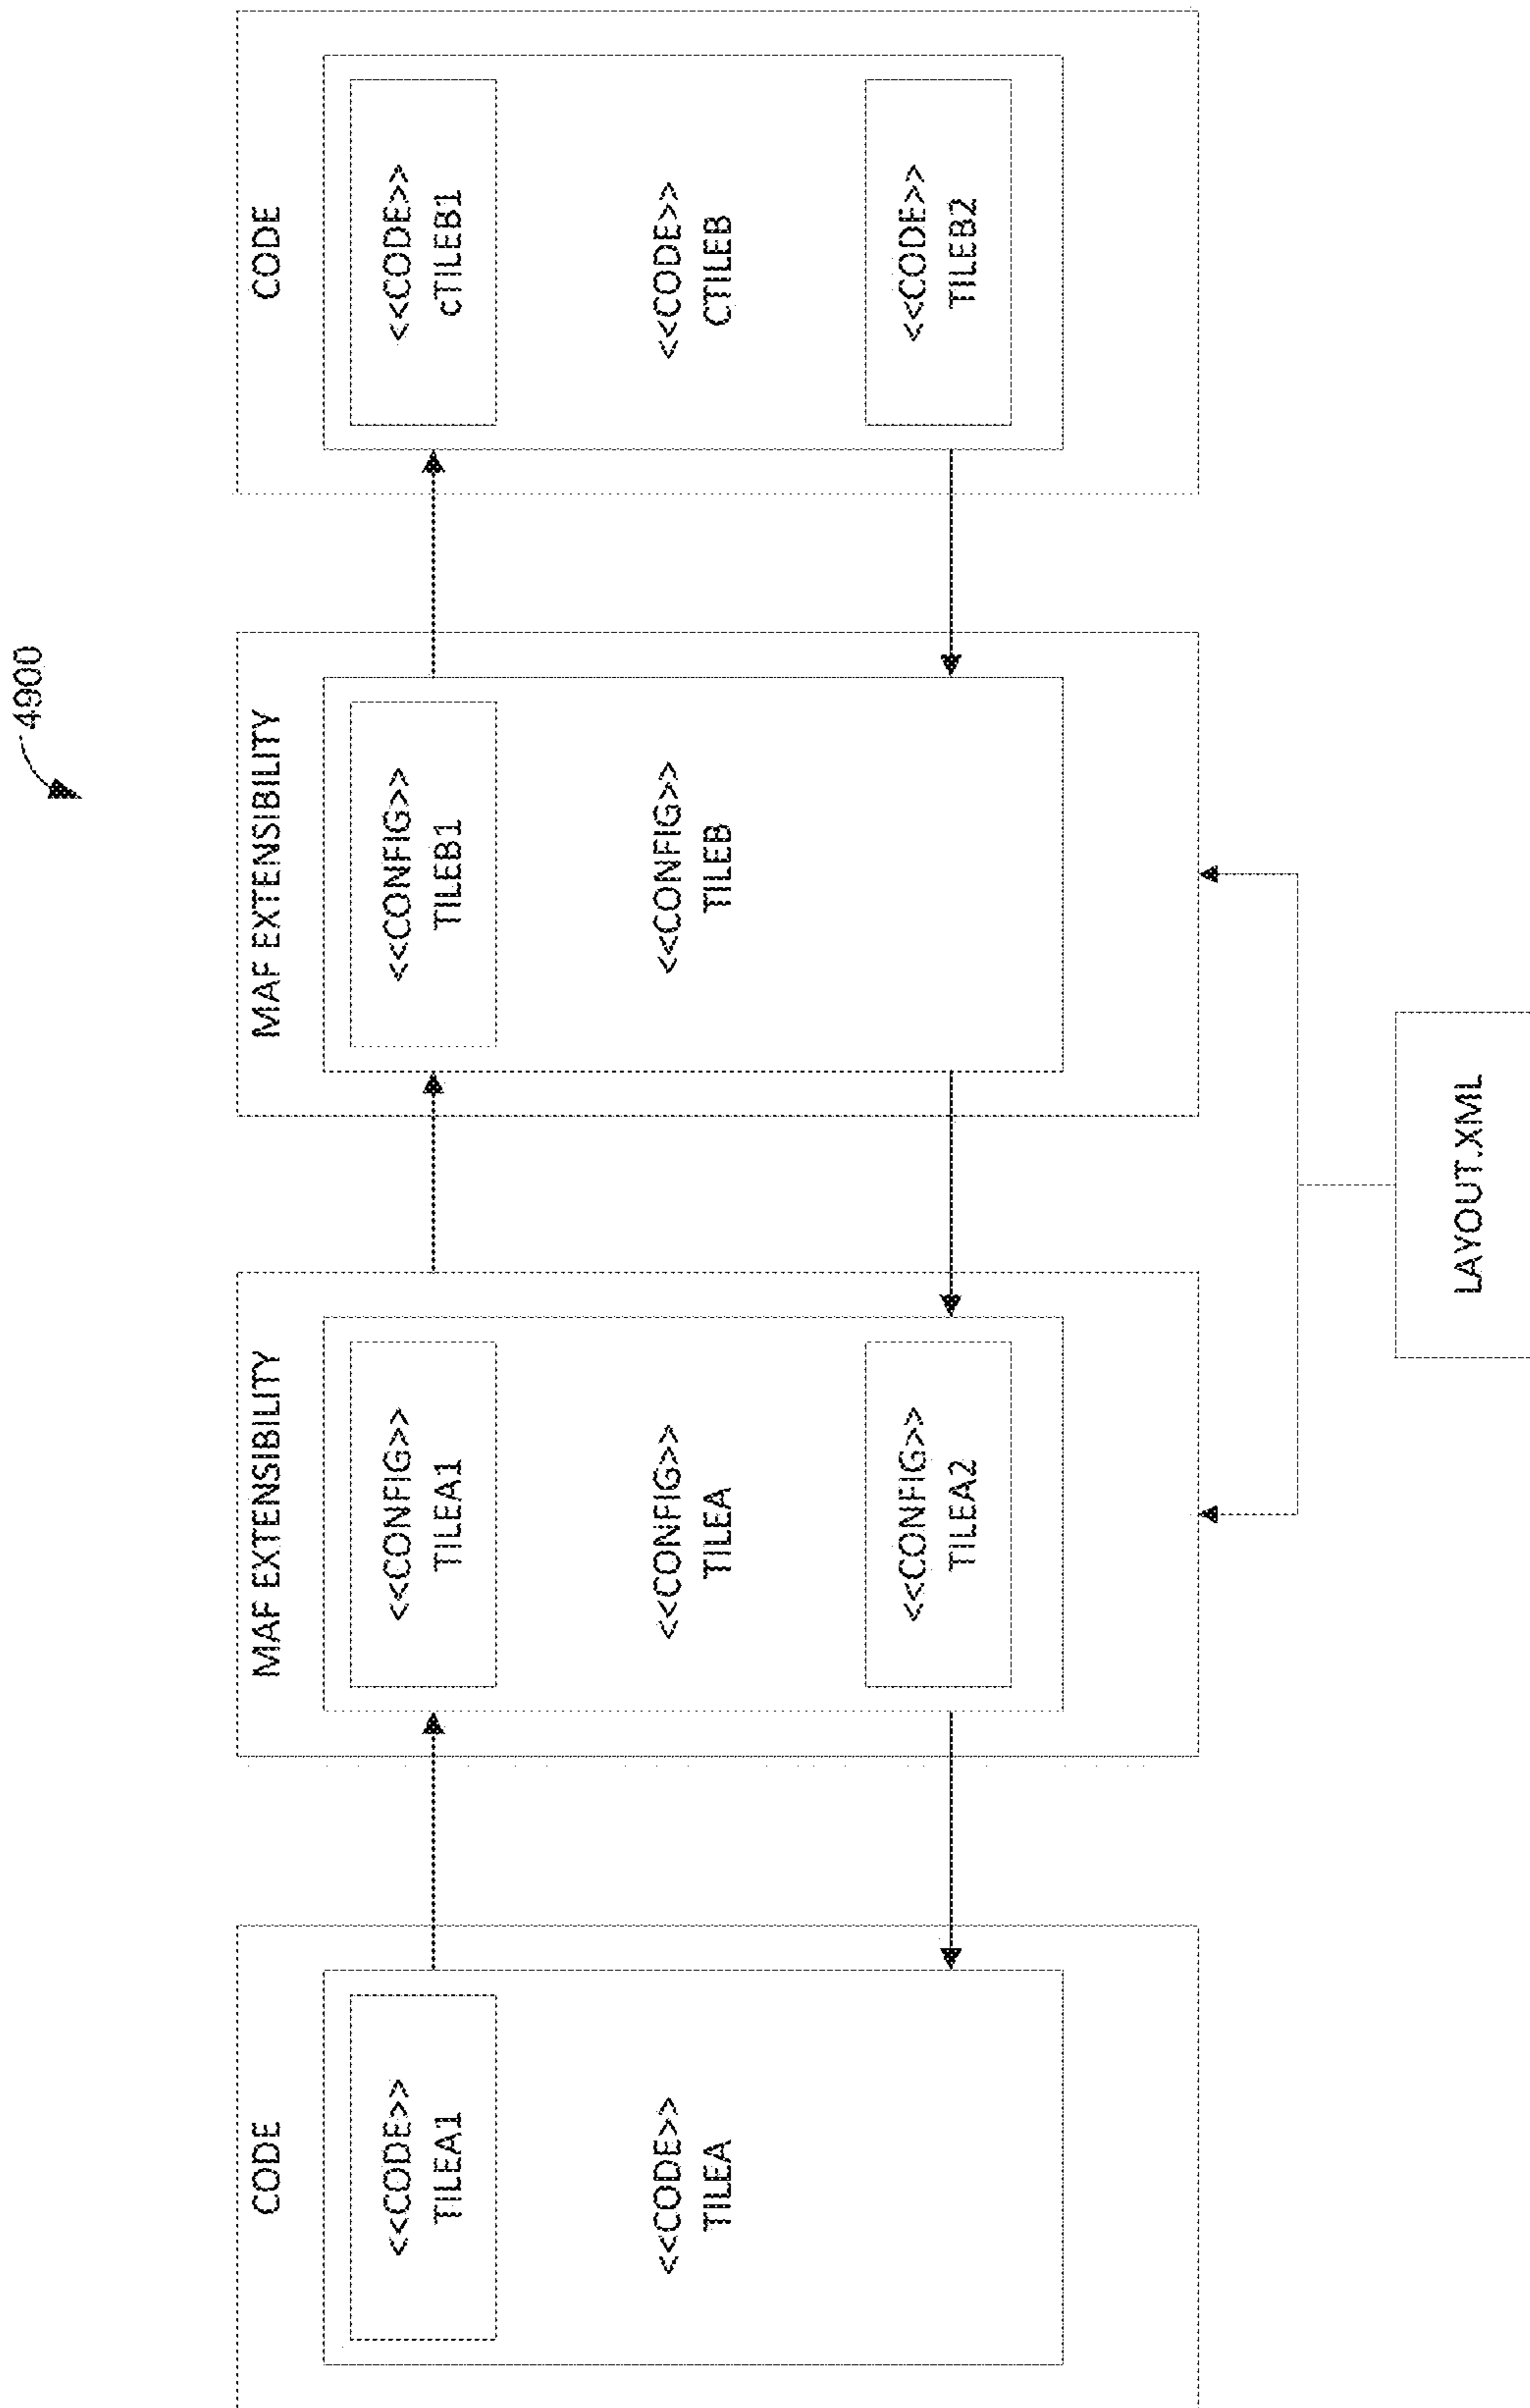 4900
CODE
<<CODE>>
TILEA1
<<CODE>>
TILEA
MAF EXTENSIBILITY
<<CONFIG>>
TILEA1
<<CONFIG>>
TILEA
<<CONFIG>>
TILEA2
MAF EXTENSIBILITY
<<CONFIG>>
TILEB1
<<CONFIG>>
TILEB
CODE
<<CODE>>
cTILEB1
<<CODE>>
CTILEB
<<CODE>>
TILEB2
LAYOUT.XML